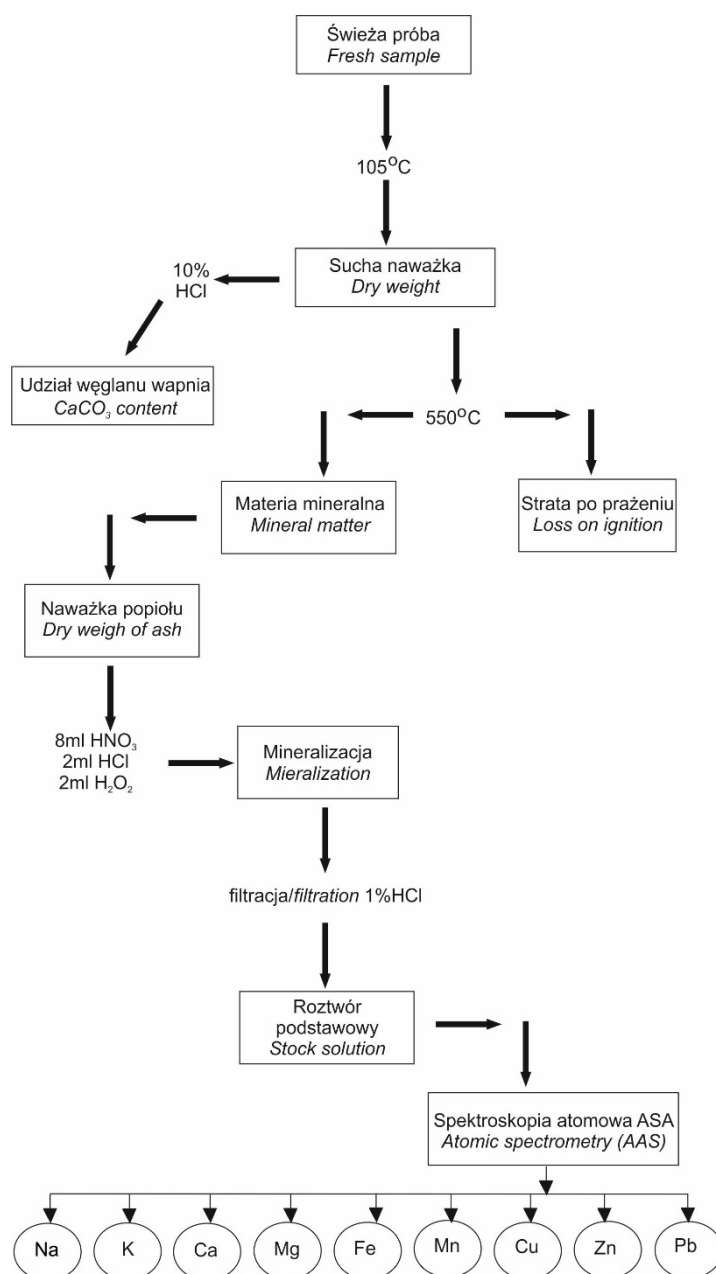 Świeża próba
Fresh sample
105ºC
Sucha naważka
Dry weight
10%
HCl
Udział węglanu wapnia
CaCO₃ content
550ºC
Materia mineralna
Mineral matter
Strata po prażeniu
Loss on ignition
Naważka popiołu
Dry weigh of ash
8ml HNO₃
2ml HCl
2ml H₂O₂
Mineralizacja
Mieralization
filtracja/filtration 1%HCl
Roztwór
podstawowy
Stock solution
Spektroskopia atomowa ASA
Atomic spectrometry (AAS)
Na K Ca Mg Fe Mn Cu Zn Pb